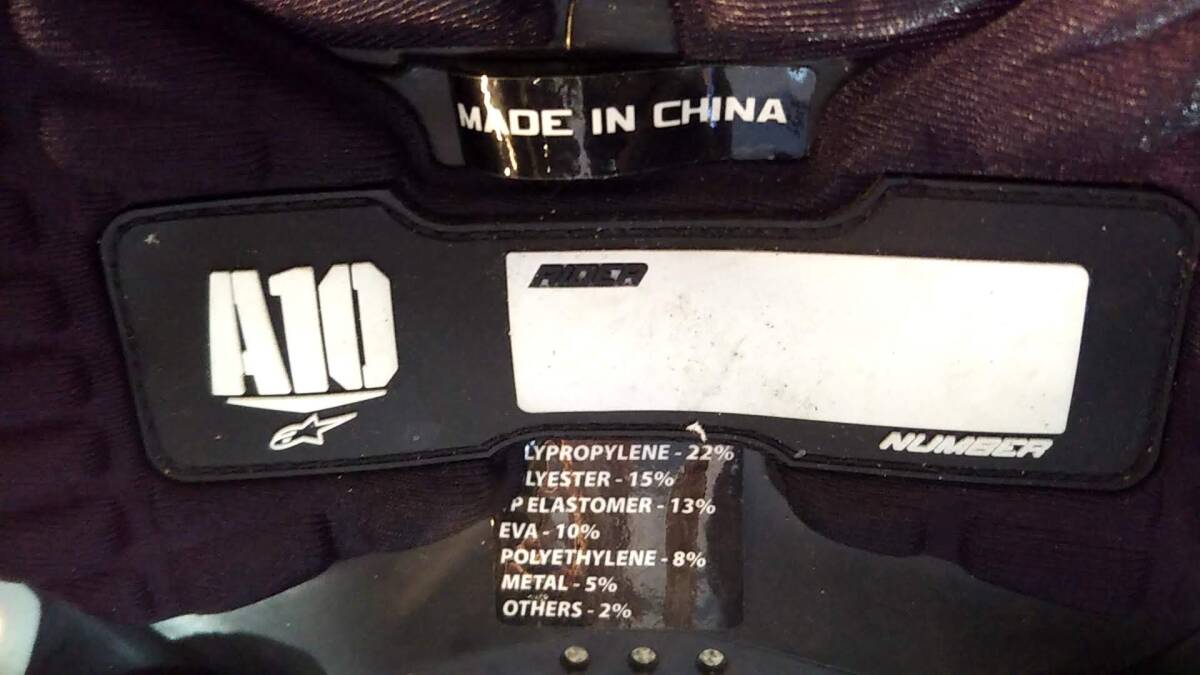 MADE IN CHINA
A10
RIDER
NUMBER
LYPROPYLENE - 22%
LYESTER - 15%
P ELASTOMER - 13%
EVA - 10%
POLYETHYLENE - 8%
METAL - 5%
OTHERS - 2%